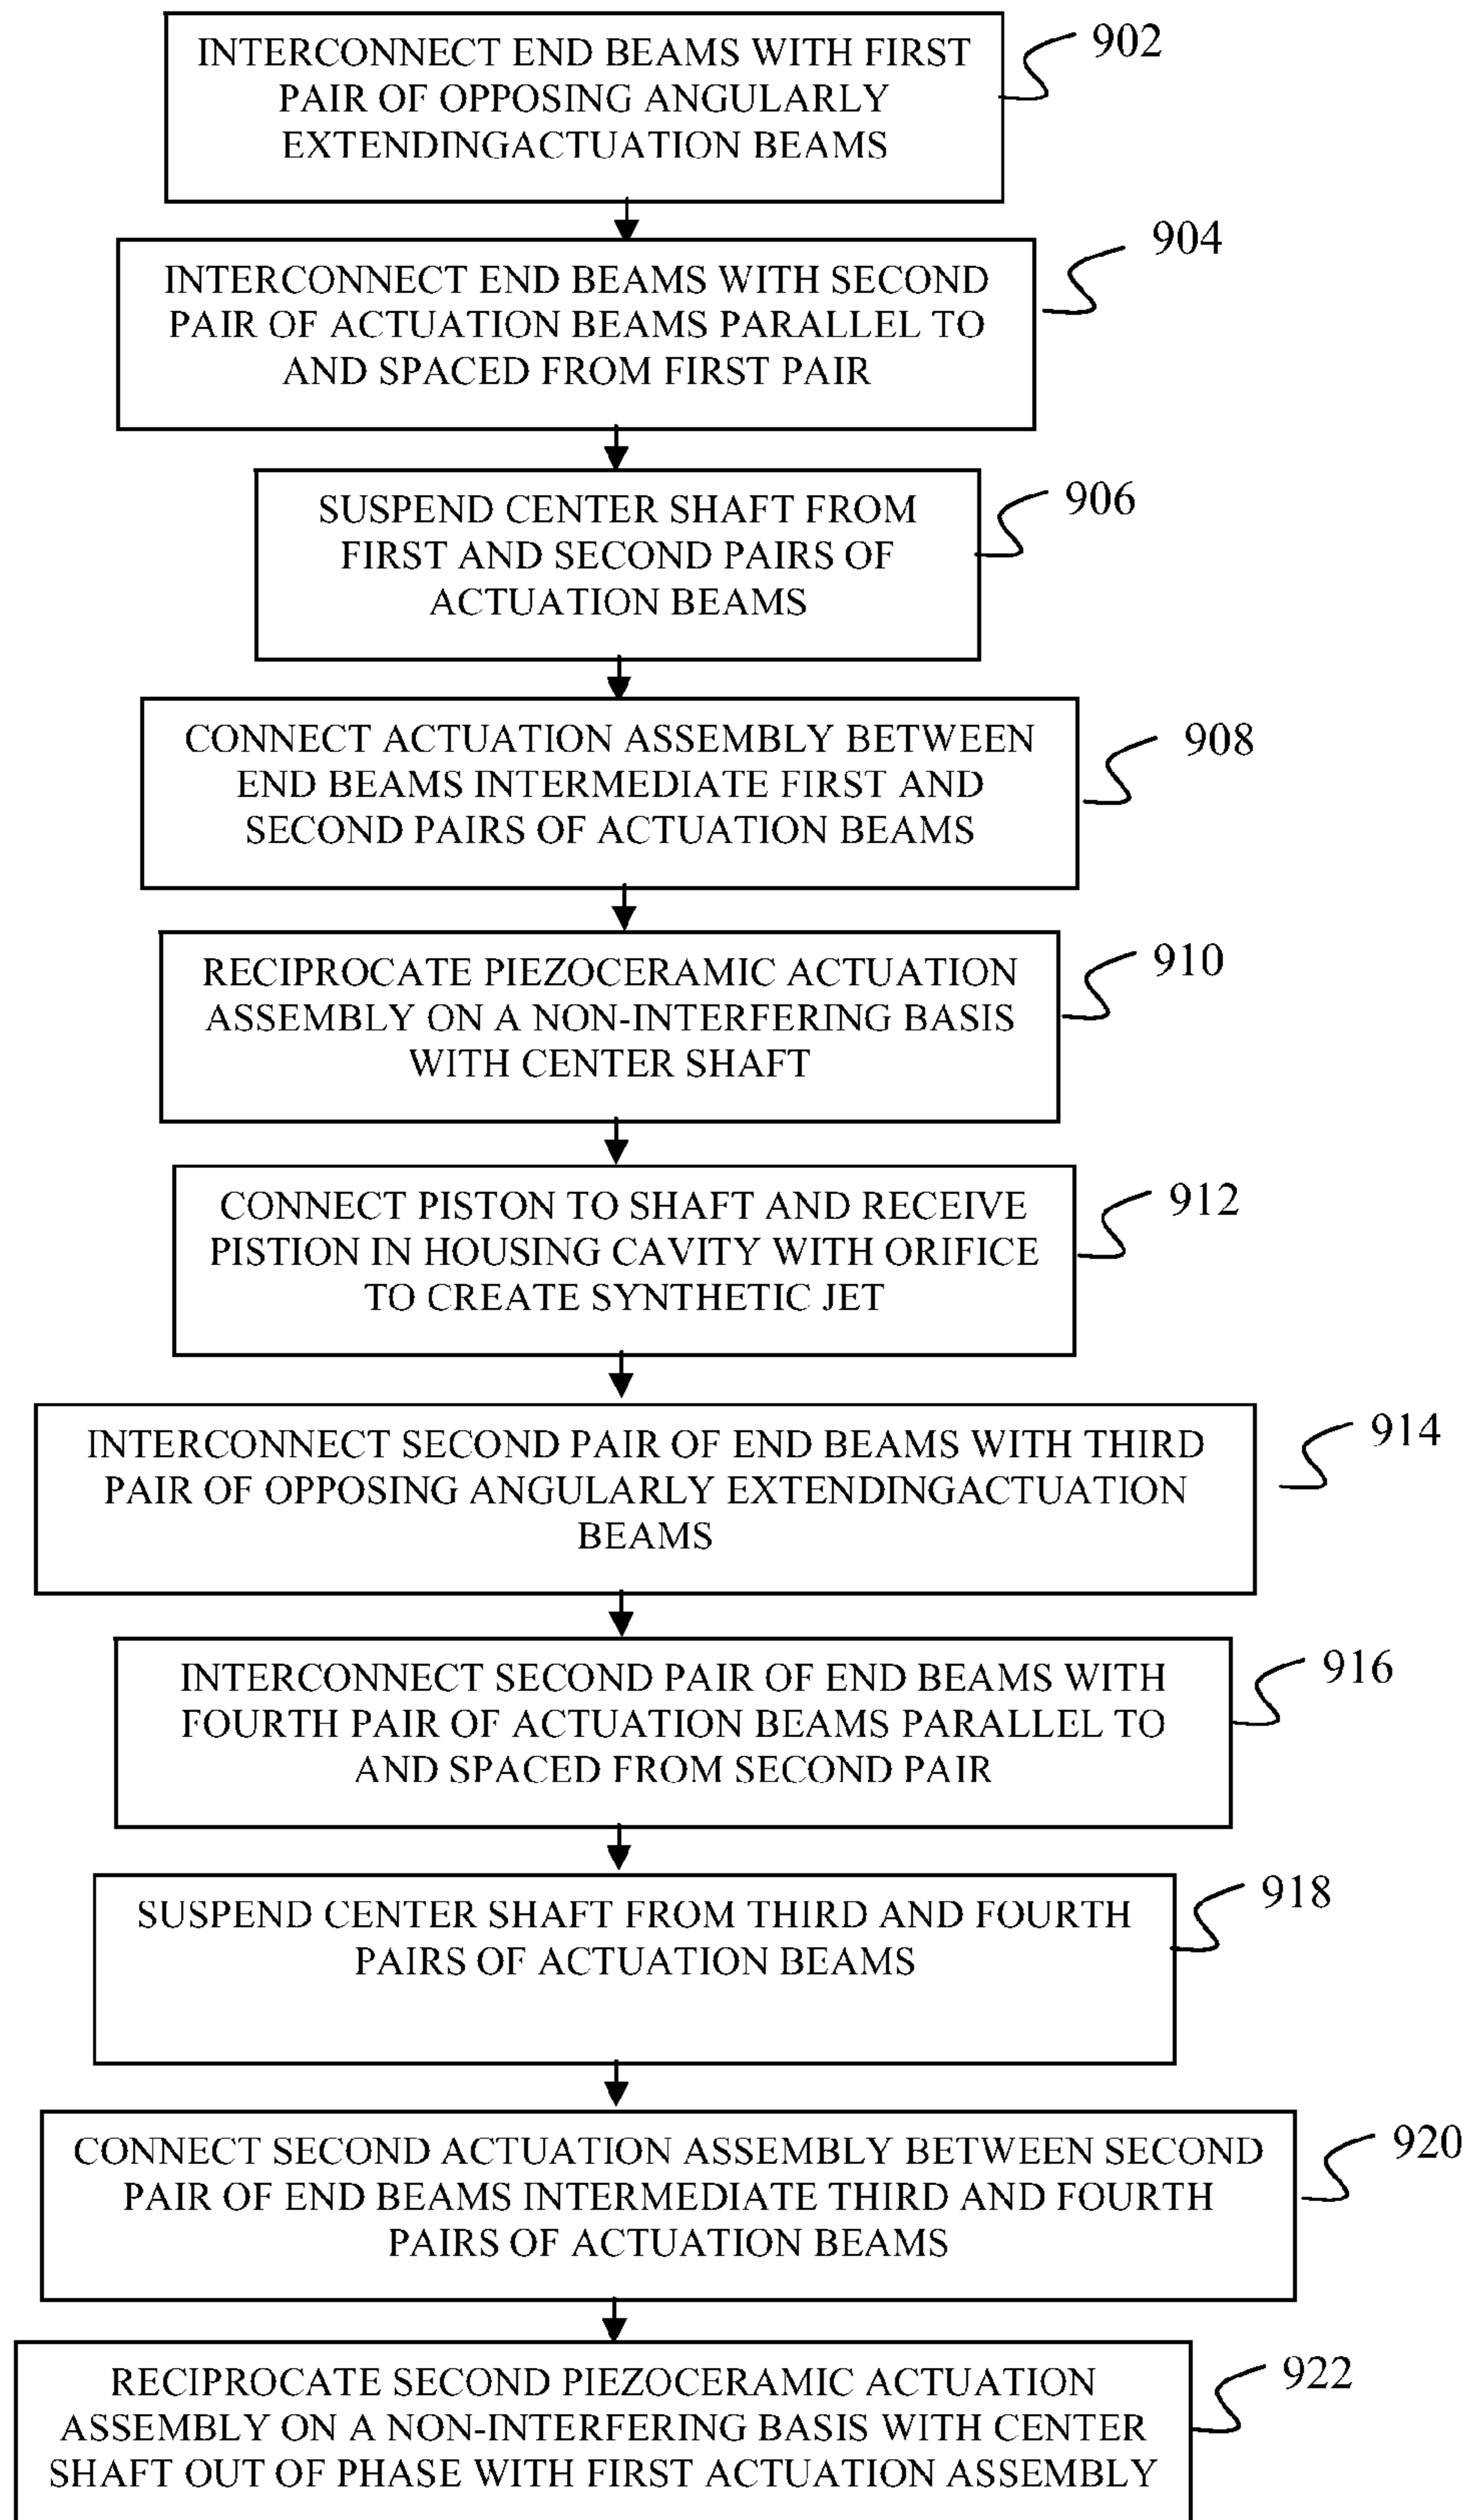 INTERCONNECT END BEAMS WITH FIRST
PAIR OF OPPOSING ANGULARLY
EXTENDINGACTUATION BEAMS
902
INTERCONNECT END BEAMS WITH SECOND
PAIR OF ACTUATION BEAMS PARALLEL TO
AND SPACED FROM FIRST PAIR
904
SUSPEND CENTER SHAFT FROM
FIRST AND SECOND PAIRS OF
ACTUATION BEAMS
906
CONNECT ACTUATION ASSEMBLY BETWEEN
END BEAMS INTERMEDIATE FIRST AND
SECOND PAIRS OF ACTUATION BEAMS
908
RECIPROCATE PIEZOCERAMIC ACTUATION
ASSEMBLY ON A NON-INTERFERING BASIS
WITH CENTER SHAFT
910
CONNECT PISTON TO SHAFT AND RECEIVE
PISTION IN HOUSING CAVITY WITH ORIFICE
TO CREATE SYNTHETIC JET
912
INTERCONNECT SECOND PAIR OF END BEAMS WITH THIRD
PAIR OF OPPOSING ANGULARLY EXTENDINGACTUATION
BEAMS
914
INTERCONNECT SECOND PAIR OF END BEAMS WITH
FOURTH PAIR OF ACTUATION BEAMS PARALLEL TO
AND SPACED FROM SECOND PAIR
916
SUSPEND CENTER SHAFT FROM THIRD AND FOURTH
PAIRS OF ACTUATION BEAMS
918
CONNECT SECOND ACTUATION ASSEMBLY BETWEEN SECOND
PAIR OF END BEAMS INTERMEDIATE THIRD AND FOURTH
PAIRS OF ACTUATION BEAMS
920
RECIPROCATE SECOND PIEZOCERAMIC ACTUATION
ASSEMBLY ON A NON-INTERFERING BASIS WITH CENTER
SHAFT OUT OF PHASE WITH FIRST ACTUATION ASSEMBLY
922